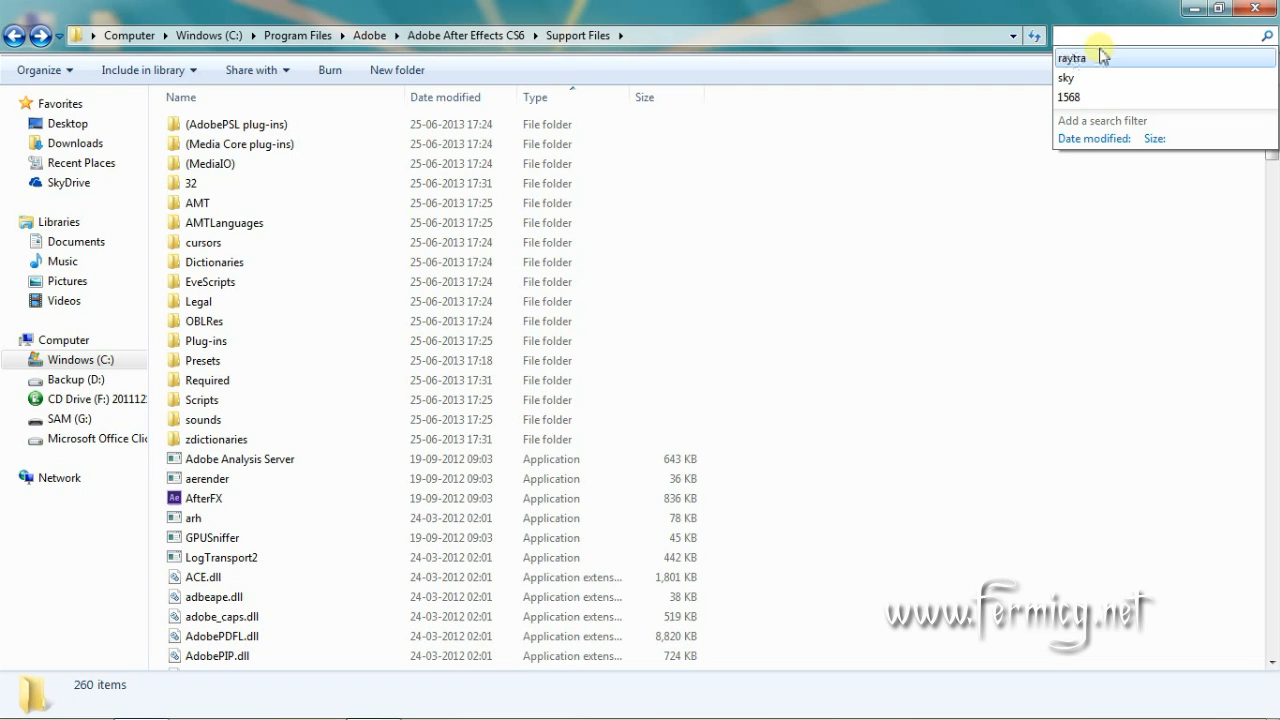 Computer Windows (C:) Program Files Adobe Adobe After Effects CS6 Support Files
Organize Include in library Share with Burn New folder
raytra
sky
1568
Add a search filter
Date modified: Size:
Favorites
Desktop
Downloads
Recent Places
SkyDrive
Libraries
Documents
Music
Pictures
Videos
Computer
Windows (C:)
Backup (D:)
CD Drive (F:) 201112
SAM (G:)
Microsoft Office Clic
Network
Name Date modified Type Size
(AdobePSL plug-ins) 25-06-2013 17:24 File folder
(Media Core plug-ins) 25-06-2013 17:24 File folder
(MediaIO) 25-06-2013 17:24 File folder
32 25-06-2013 17:31 File folder
AMT 25-06-2013 17:25 File folder
AMTLanguages 25-06-2013 17:25 File folder
cursors 25-06-2013 17:24 File folder
Dictionaries 25-06-2013 17:24 File folder
EveScripts 25-06-2013 17:24 File folder
Legal 25-06-2013 17:24 File folder
OBLRes 25-06-2013 17:24 File folder
Plug-ins 25-06-2013 17:25 File folder
Presets 25-06-2013 17:18 File folder
Required 25-06-2013 17:31 File folder
Scripts 25-06-2013 17:25 File folder
sounds 25-06-2013 17:25 File folder
zdictionaries 25-06-2013 17:31 File folder
Adobe Analysis Server 19-09-2012 09:03 Application 643 KB
aerender 19-09-2012 09:03 Application 36 KB
AfterFX 19-09-2012 09:03 Application 836 KB
arh 24-03-2012 02:01 Application 78 KB
GPUSniffer 19-09-2012 09:03 Application 45 KB
LogTransport2 24-03-2012 02:01 Application 442 KB
ACE.dll 24-03-2012 02:01 Application extens... 1,801 KB
adbeape.dll 24-03-2012 02:01 Application extens... 38 KB
adobe_caps.dll 24-03-2012 02:01 Application extens... 519 KB
AdobePDFL.dll 24-03-2012 02:01 Application extens... 8,820 KB
AdobePIP.dll 24-03-2012 02:01 Application extens... 724 KB
www.fermicy.net
260 items